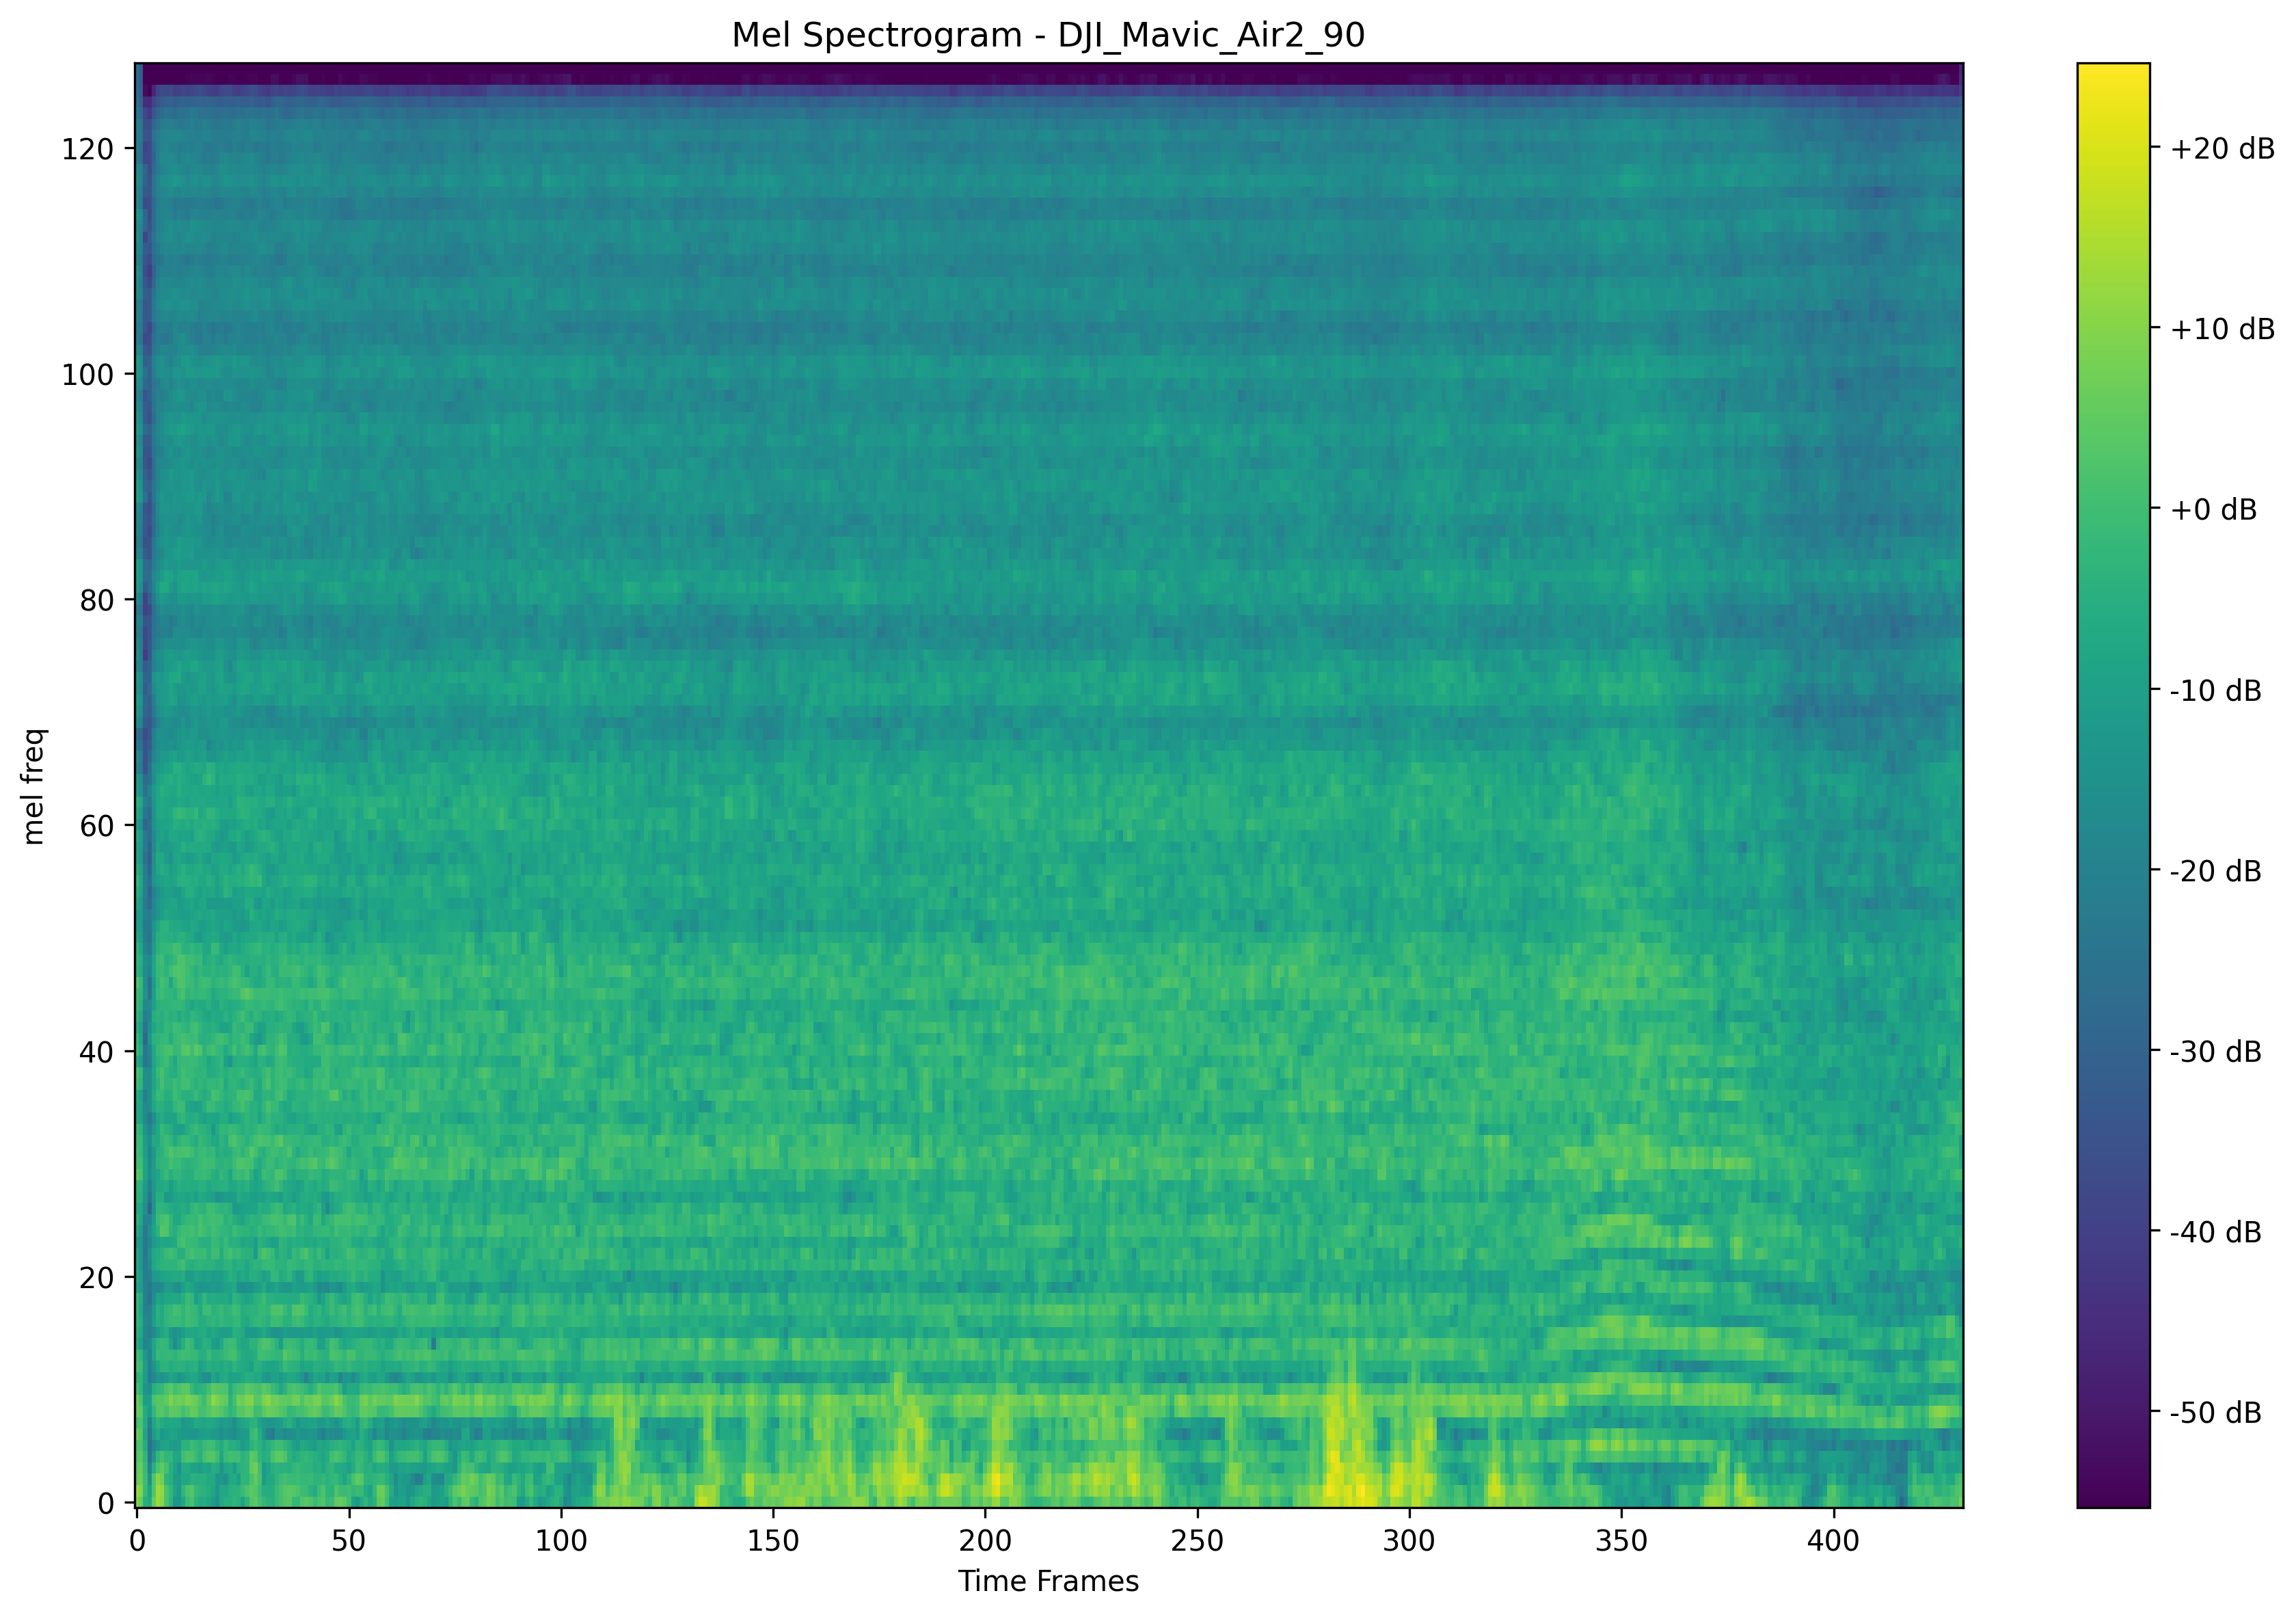 Mel Spectrogram - DJI_Mavic_Air2_90
mel freq
120
100
80
60
40
20
0
0 50 100 150 200 250 300 350 400
Time Frames
+20 dB
+10 dB
+0 dB
-10 dB
-20 dB
-30 dB
-40 dB
-50 dB